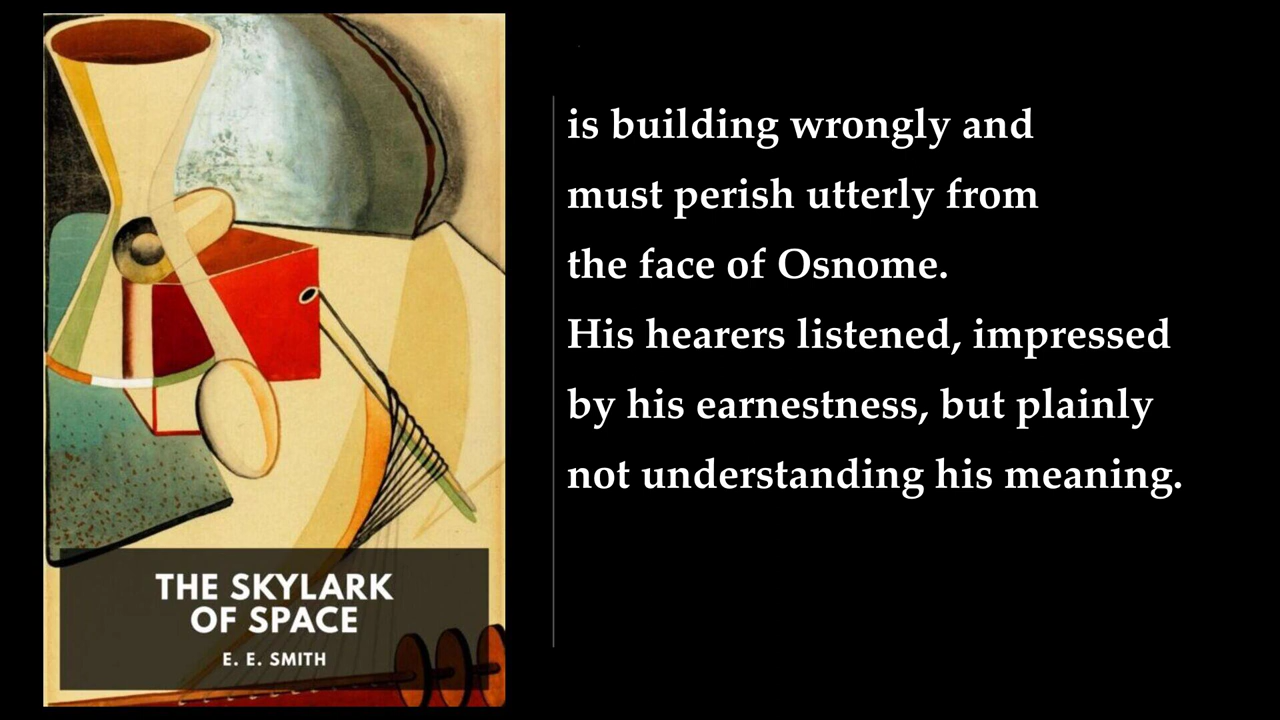 THE SKYLARK
OF SPACE
E. E. SMITH
is building wrongly and
must perish utterly from
the face of Osnome.
His hearers listened, impressed
by his earnestness, but plainly
not understanding his meaning.